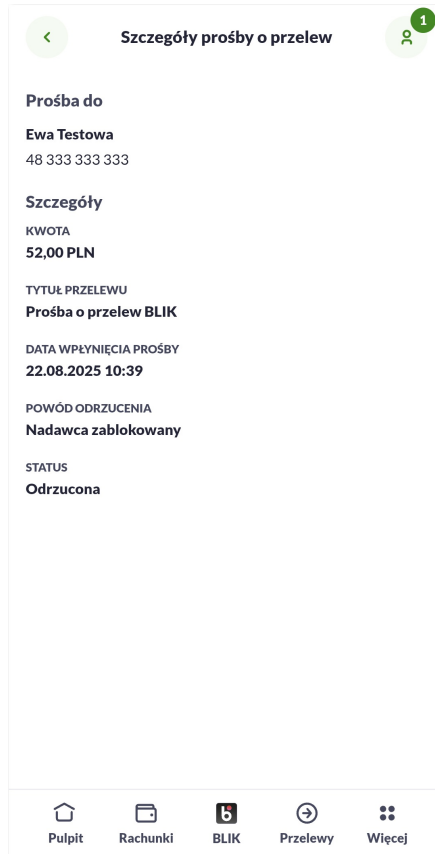 Szczegóły prośby o przelew
1
Prośba do
Ewa Testowa
48 333 333 333
Szczegóły
KWOTA
52,00 PLN
TYTUŁ PRZELEWU
Prośba o przelew BLIK
DATA WPŁYNIĘCIA PROŚBY
22.08.2025 10:39
POWÓD ODRZUCENIA
Nadawca zablokowany
STATUS
Odrzucona
Pulpit Rachunki BLIK Przelewy Więcej